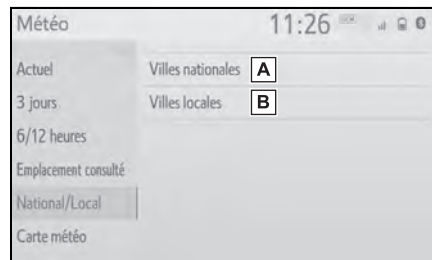 Météo 11:26
Actuel
Villes nationales A
3 jours
Villes locales B
6/12 heures
Emplacement consulté
National/Local
Carte météo